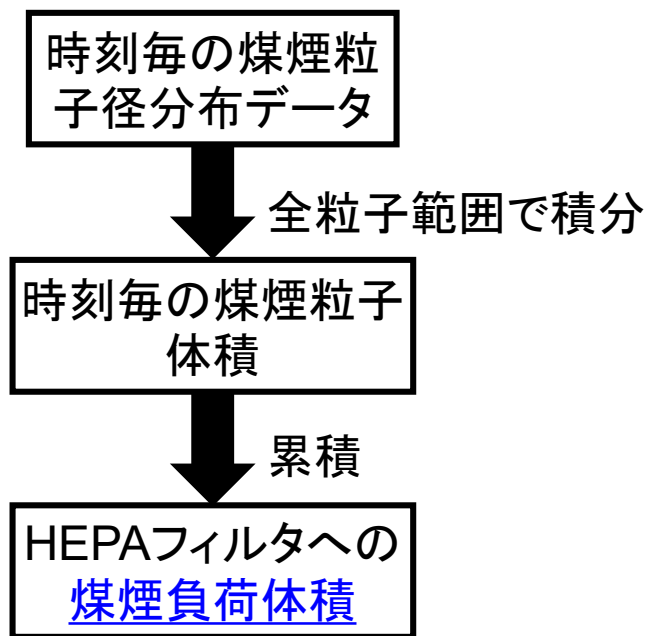 時刻毎の煤煙粒
子径分布データ
全粒子範囲で積分
時刻毎の煤煙粒子
体積
累積
HEPAフィルタへの
煤煙負荷体積